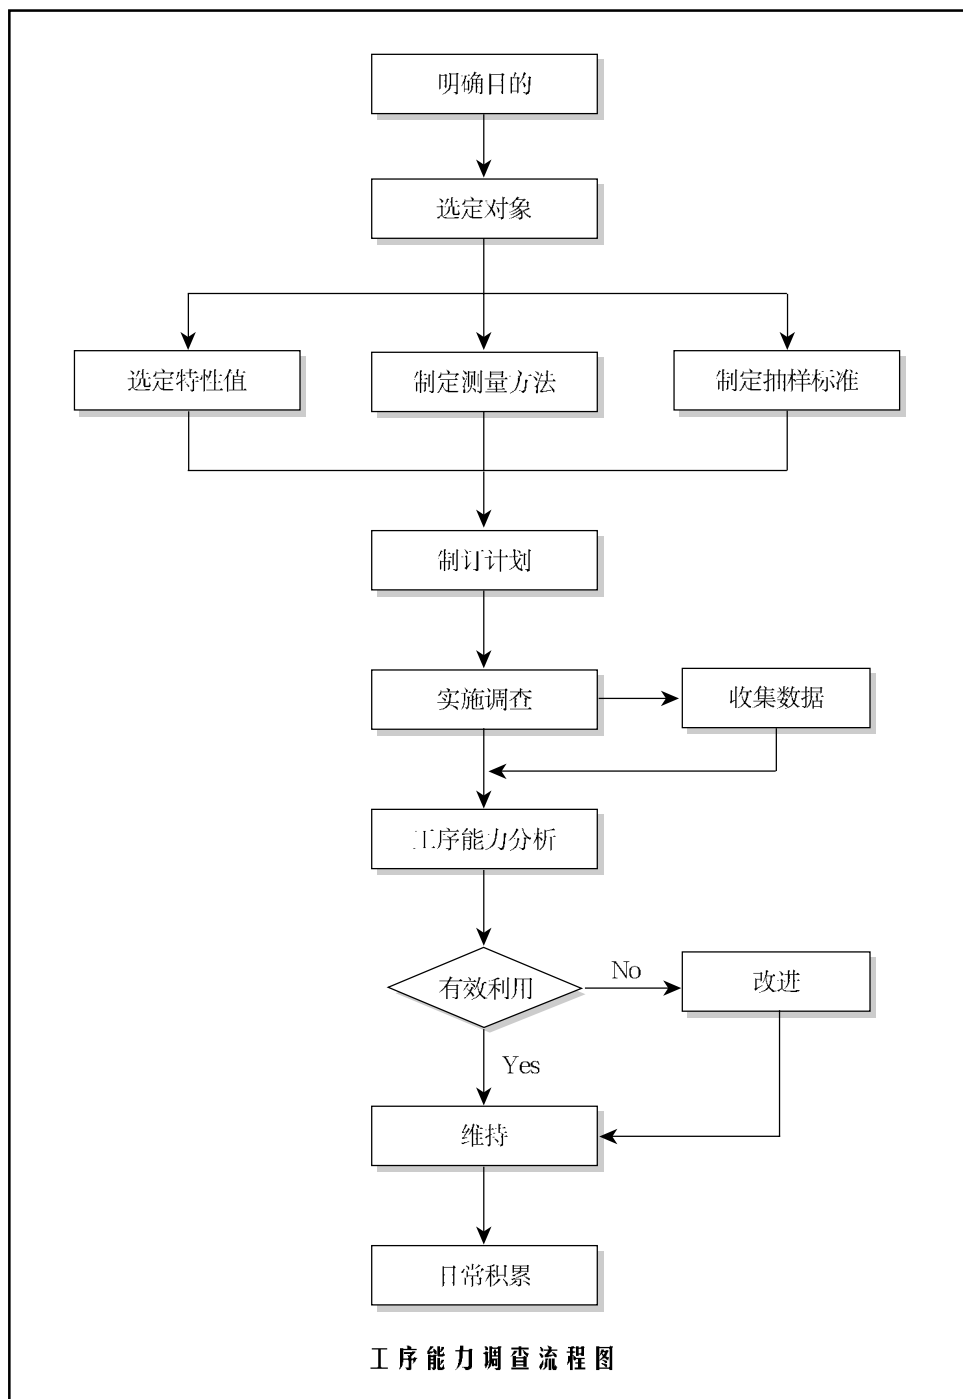 明确目的
选定对象
选定特性值
制定测量方法
制定抽样标准
制订计划
实施调查
收集数据
工序能力分析
有效利用
No
改进
Yes
维持
日常积累
工序能力调查流程图